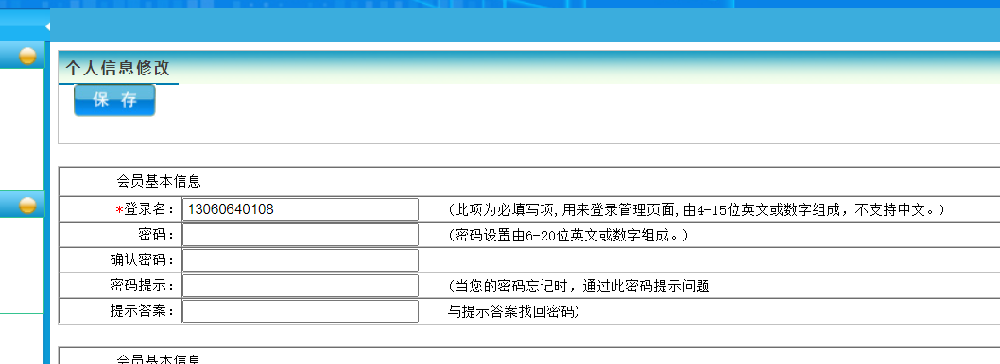 个人信息修改
保 存
会员基本信息
*登录名： 13060640108 (此项为必填写项,用来登录管理页面,由4-15位英文或数字组成，不支持中文。)
密码： (密码设置由6-20位英文或数字组成。)
确认密码：
密码提示： (当您的密码忘记时，通过此密码提示问题
提示答案： 与提示答案找回密码)
会员基本信息